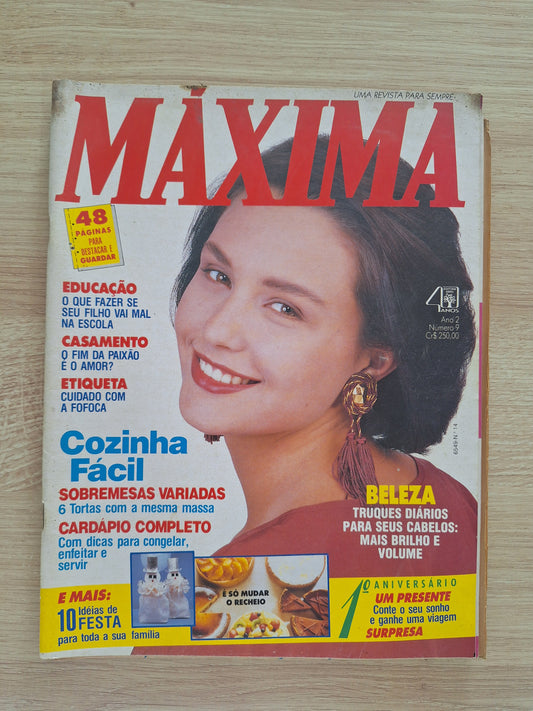 UMA REVISTA PARA SEMPRE
MÁXIMA
48
PÁGINAS
PARA
DESTACAR E
GUARDAR
EDUCAÇÃO
O QUE FAZER SE
SEU FILHO VAI MAL
NA ESCOLA
CASAMENTO
O FIM DA PAIXÃO
É O AMOR?
ETIQUETA
CUIDADO COM
A FOFOCA
40
ANOS
Ano 2
Número 9
Cr$ 250,00
6549-N° 14
Cozinha
Fácil
SOBREMESAS VARIADAS
6 Tortas com a mesma massa
CARDÁPIO COMPLETO
Com dicas para congelar,
enfeitar e
servir
BELEZA
TRUQUES DIÁRIOS
PARA SEUS CABELOS:
MAIS BRILHO E
VOLUME
E MAIS:
10 Idéias de
FESTA
para toda a sua família
É SÓ MUDAR
O RECHEIO
1º ANIVERSÁRIO
UM PRESENTE
Conte o seu sonho
e ganhe uma viagem
SURPRESA